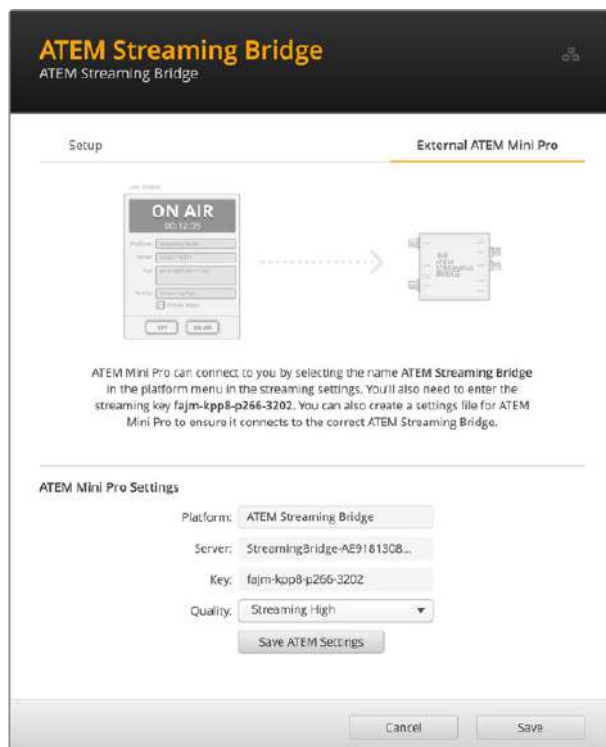 ATEM Streaming Bridge
ATEM Streaming Bridge
Setup
External ATEM Mini Pro
ON AIR
00:12:05
ATEM STREAMING BRIDGE
ATEM Mini Pro can connect to you by selecting the name ATEM Streaming Bridge
in the platform menu in the streaming settings. You'll also need to enter the
streaming key fajm-kpp8-p266-3202. You can also create a settings file for ATEM
Mini Pro to ensure it connects to the correct ATEM Streaming Bridge.
ATEM Mini Pro Settings
Platform: ATEM Streaming Bridge
Server: StreamingBridge-AE9181308...
Key: fajm-kpp8-p266-3202
Quality: Streaming High
Save ATEM Settings
Cancel
Save